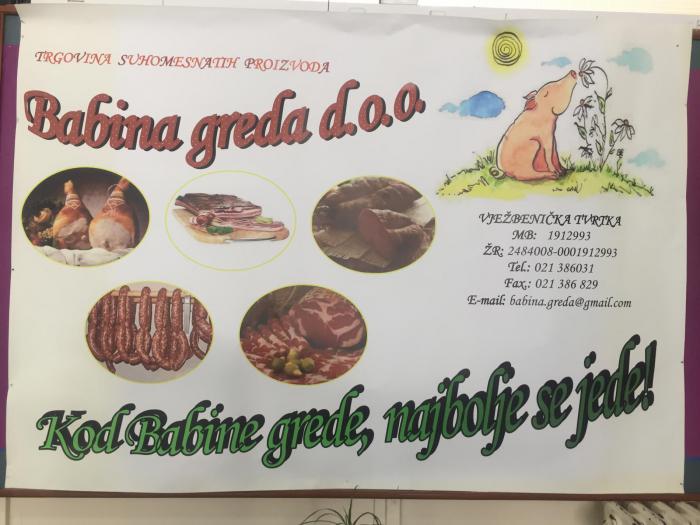 TRGOVINA SUHOMESNATIH PROIZVODA
Babina greda d.o.o.
VJEŽBENIČKA TVRTKA
MB: 1912993
ŽR: 2484008-0001912993
Tel.: 021 386031
Fax.: 021 386 829
E-mail: babina.greda@gmail.com
Kod Babine grede, najbolje se jede!